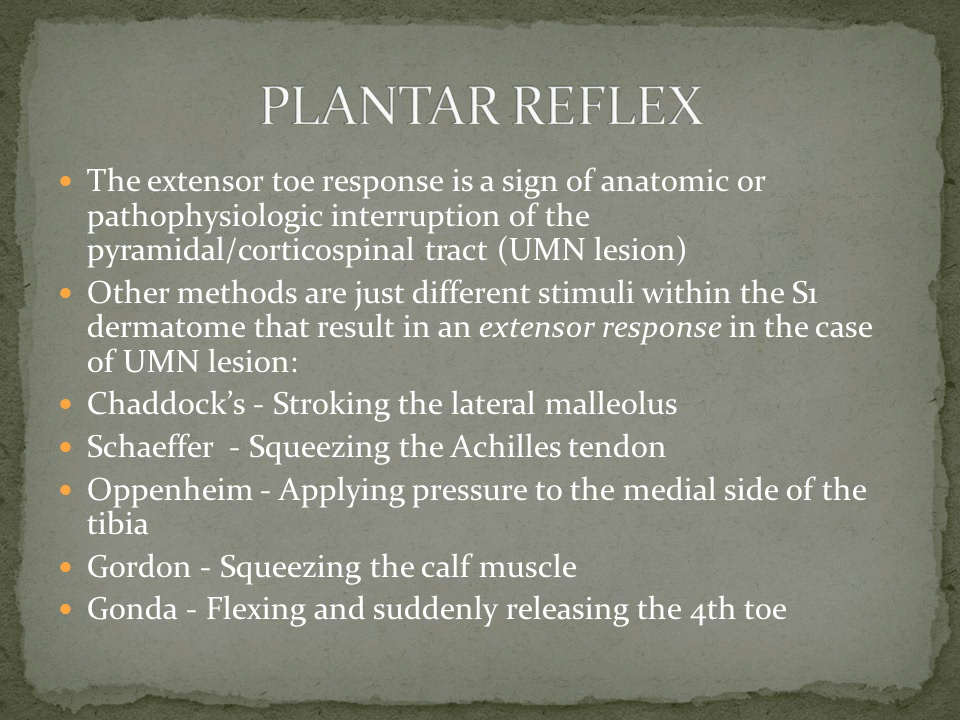 PLANTAR REFLEX
• The extensor toe response is a sign of anatomic or
pathophysiologic interruption of the
pyramidal/corticospinal tract (UMN lesion)
• Other methods are just different stimuli within the S1
dermatome that result in an extensor response in the case
of UMN lesion:
• Chaddock’s - Stroking the lateral malleolus
• Schaeffer  - Squeezing the Achilles tendon
• Oppenheim - Applying pressure to the medial side of the
tibia
• Gordon - Squeezing the calf muscle
• Gonda - Flexing and suddenly releasing the 4th toe